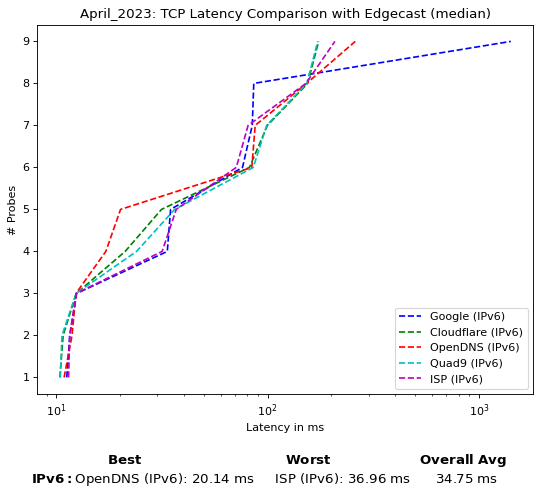 April_2023: TCP Latency Comparison with Edgecast (median)
9
8
7
6
5
4
3
2
1
# Probes
Google (IPv6)
Cloudflare (IPv6)
OpenDNS (IPv6)
Quad9 (IPv6)
ISP (IPv6)
10¹ 10² 10³
Latency in ms
Best Worst Overall Avg
IPv6: OpenDNS (IPv6): 20.14 ms ISP (IPv6): 36.96 ms 34.75 ms